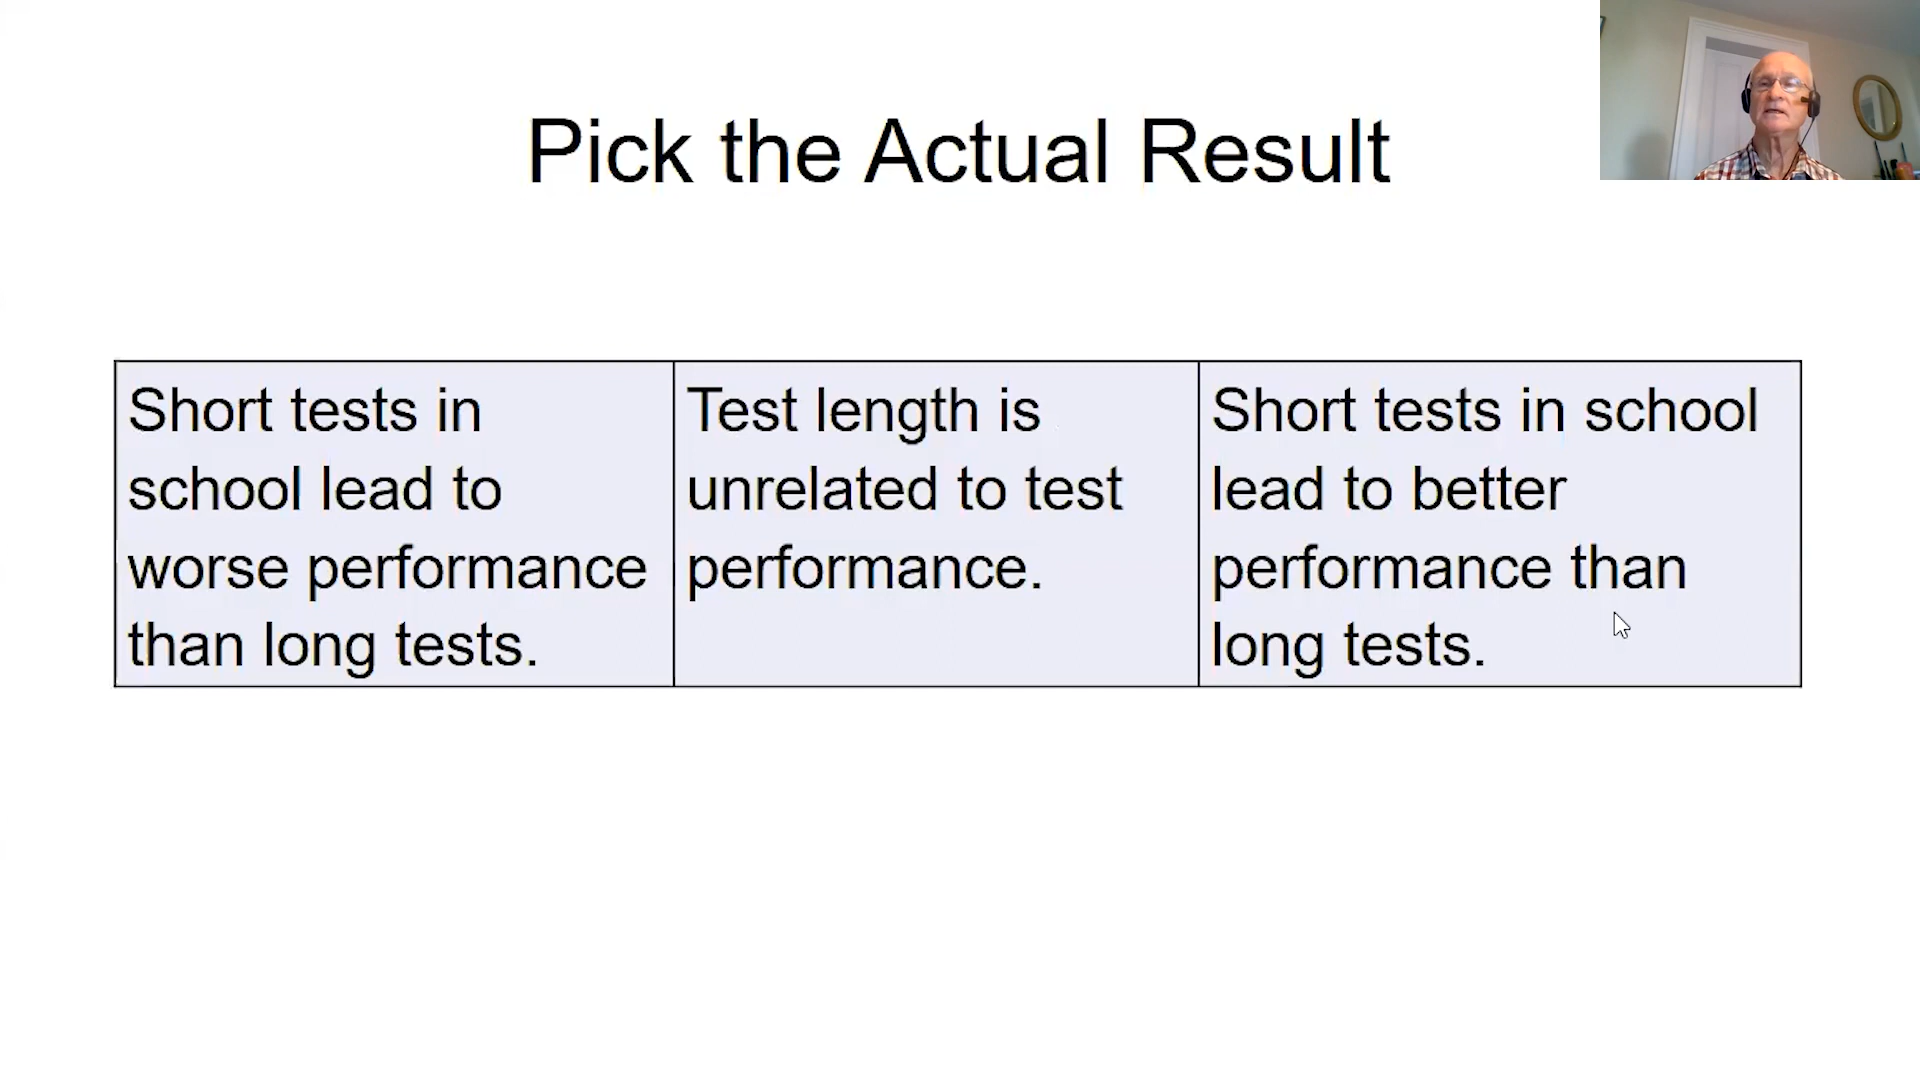 Pick the Actual Result
Short tests in
school lead to
worse performance
than long tests.
Test length is
unrelated to test
performance.
Short tests in school
lead to better
performance than
long tests.